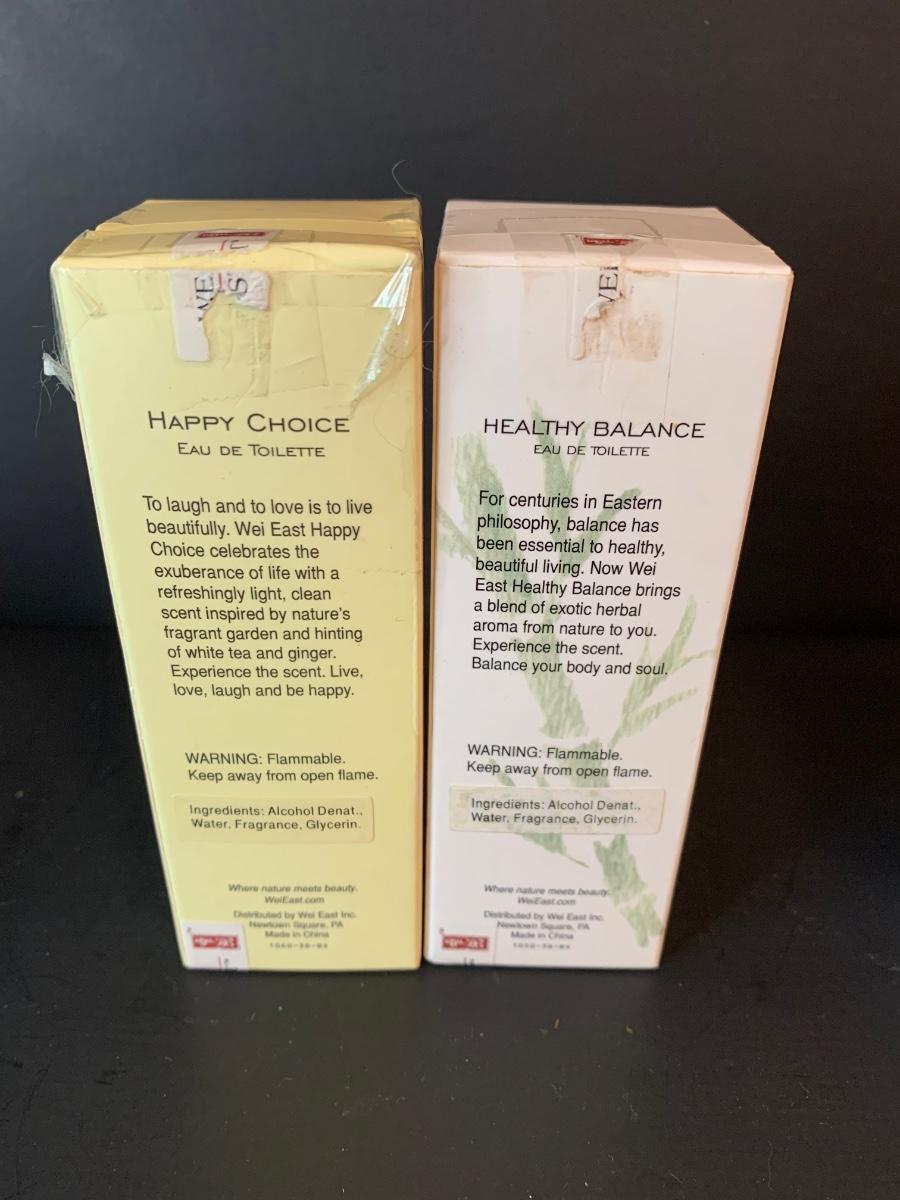 WE
S
HAPPY CHOICE
EAU DE TOILETTE
To laugh and to love is to live
beautifully. Wei East Happy
Choice celebrates the
exuberance of life with a
refreshingly light, clean
scent inspired by nature's
fragrant garden and hinting
of white tea and ginger.
Experience the scent. Live,
love, laugh and be happy.
WARNING: Flammable.
Keep away from open flame.
Ingredients: Alcohol Denat.,
Water, Fragrance, Glycerin.
Where nature meets beauty.
WeiEast.com
Distributed by Wei East Inc.
Newtown Square, PA
Made in China
WEI
HEALTHY BALANCE
EAU DE TOILETTE
For centuries in Eastern
philosophy, balance has
been essential to healthy,
beautiful living. Now Wei
East Healthy Balance brings
a blend of exotic herbal
aroma from nature to you.
Experience the scent.
Balance your body and soul.
WARNING: Flammable.
Keep away from open flame.
Ingredients: Alcohol Denat.,
Water, Fragrance, Glycerin.
Where nature meets beauty.
WeiEast.com
Distributed by Wei East Inc.
Newtown Square, PA
Made in China